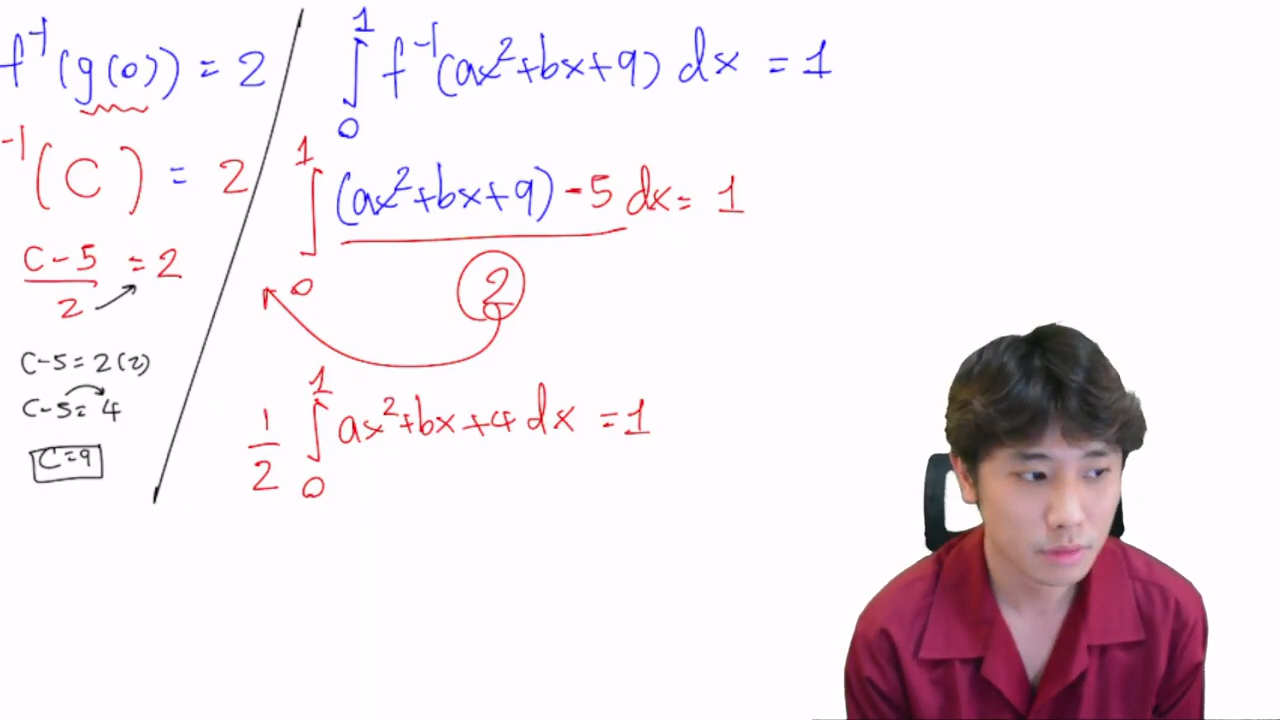 f⁻¹(g(0)) = 2
⁻¹(C) = 2
C-5 / 2 = 2
C-5=2(2)
C-5=4
C=9
∫₀¹ f⁻¹(ax²+bx+9) dx = 1
∫₀¹ (ax²+bx+9)-5 / 2 dx = 1
1/2 ∫₀¹ ax²+bx+4 dx = 1